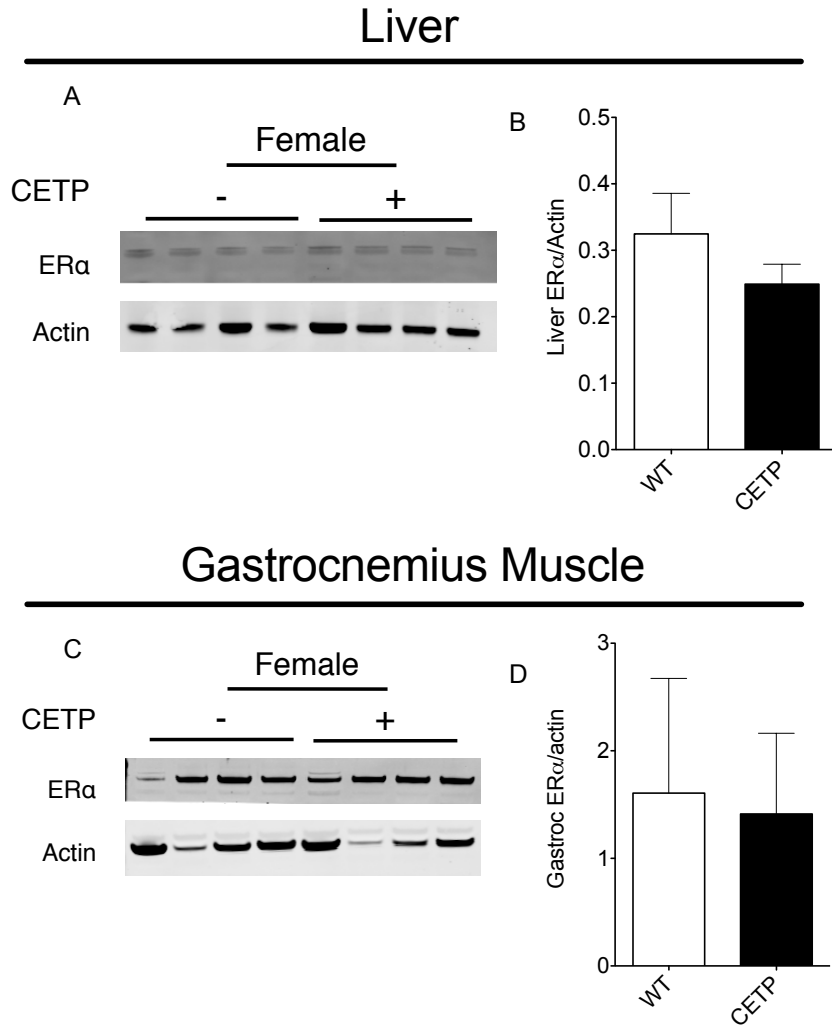 Liver
A
Female
CETP - +
ERα
Actin
B
Liver ERα/Actin
0.5
0.4
0.3
0.2
0.1
0.0
WT CETP
Gastrocnemius Muscle
C
Female
CETP - +
ERα
Actin
D
Gastroc ERα/actin
3
2
1
0
WT CETP